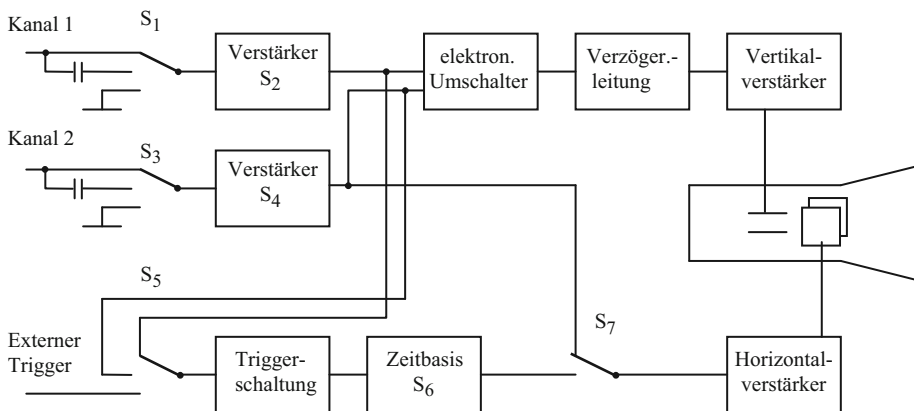 Kanal 1
S1
Verstärker
S2
elektron.
Umschalter
Verzöger.-
leitung
Vertikal-
verstärker
Kanal 2
S3
Verstärker
S4
S5
Externer
Trigger
Trigger-
schaltung
Zeitbasis
S6
S7
Horizontal-
verstärker